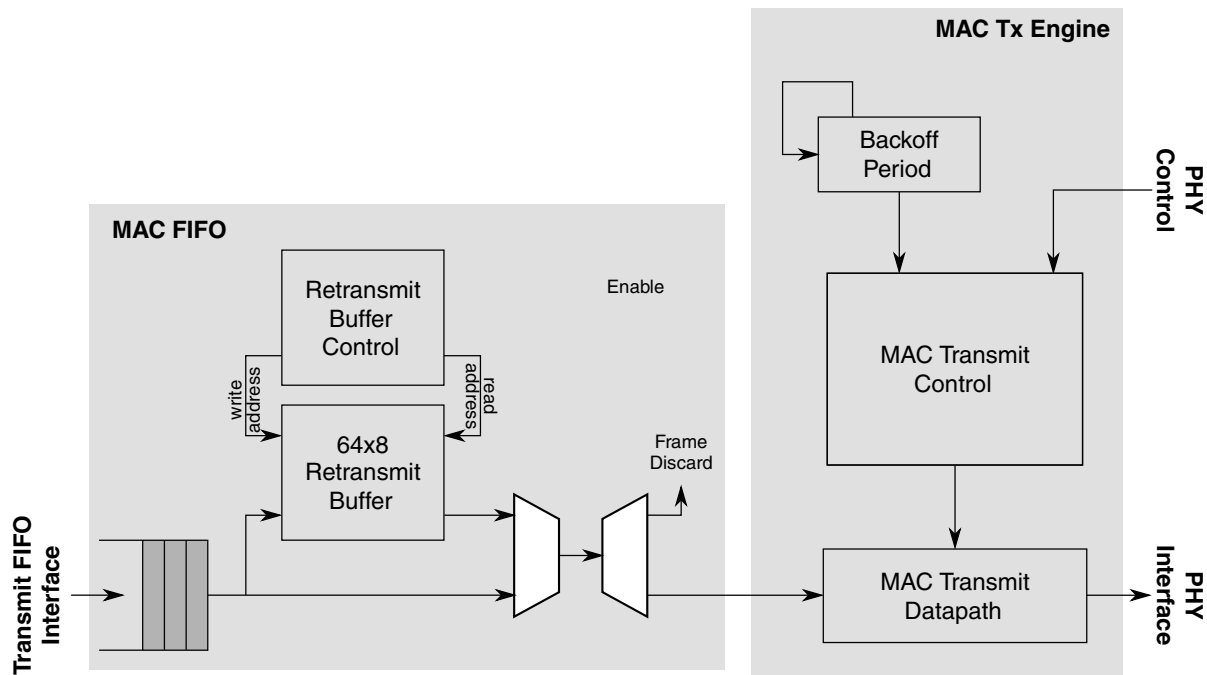 MAC Tx Engine
Backoff
Period
PHY
Control
MAC FIFO
Retransmit
Buffer
Control
Enable
MAC Transmit
Control
write
address
read
address
64x8
Retransmit
Buffer
Frame
Discard
Transmit FIFO
Interface
MAC Transmit
Datapath
PHY
Interface